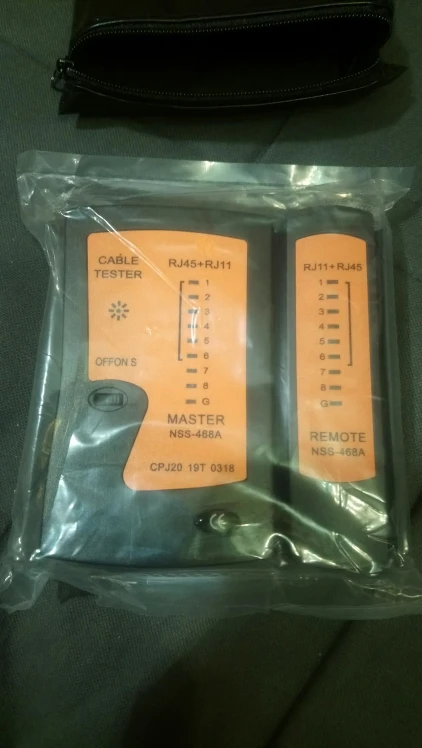 CABLE
TESTER
OFFON S
RJ45+RJ11
1
2
3
4
5
6
7
8
G
MASTER
NSS-468A
CPJ20 19T 0318
RJ11+RJ45
1
2
3
4
5
6
7
8
G
REMOTE
NSS-468A